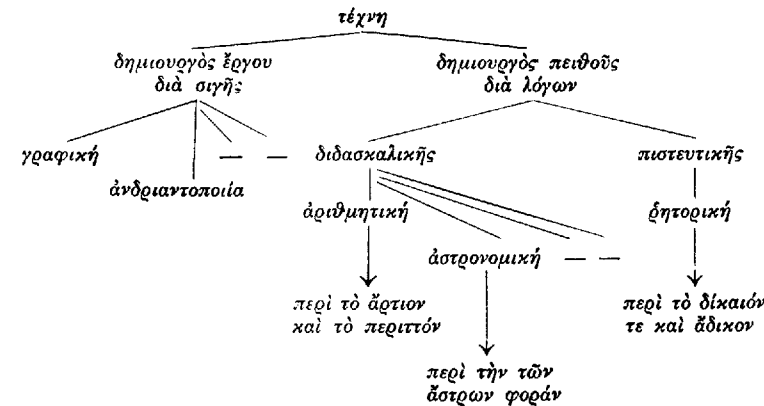 τέχνη
δημιουργὸς ἔργου
διὰ σιγῆς
δημιουργὸς πειθοῦς
διὰ λόγων
γραφική
ἀνδριαντοποιία
— —
διδασκαλικῆς
πιστευτικῆς
ἀριθμητική
ἀστρονομική
— —
ῥητορική
περὶ τὸ ἄρτιον
καὶ τὸ περιττόν
περὶ τὴν τῶν
ἄστρων φοράν
περὶ τὸ δίκαιόν
τε καὶ ἄδικον